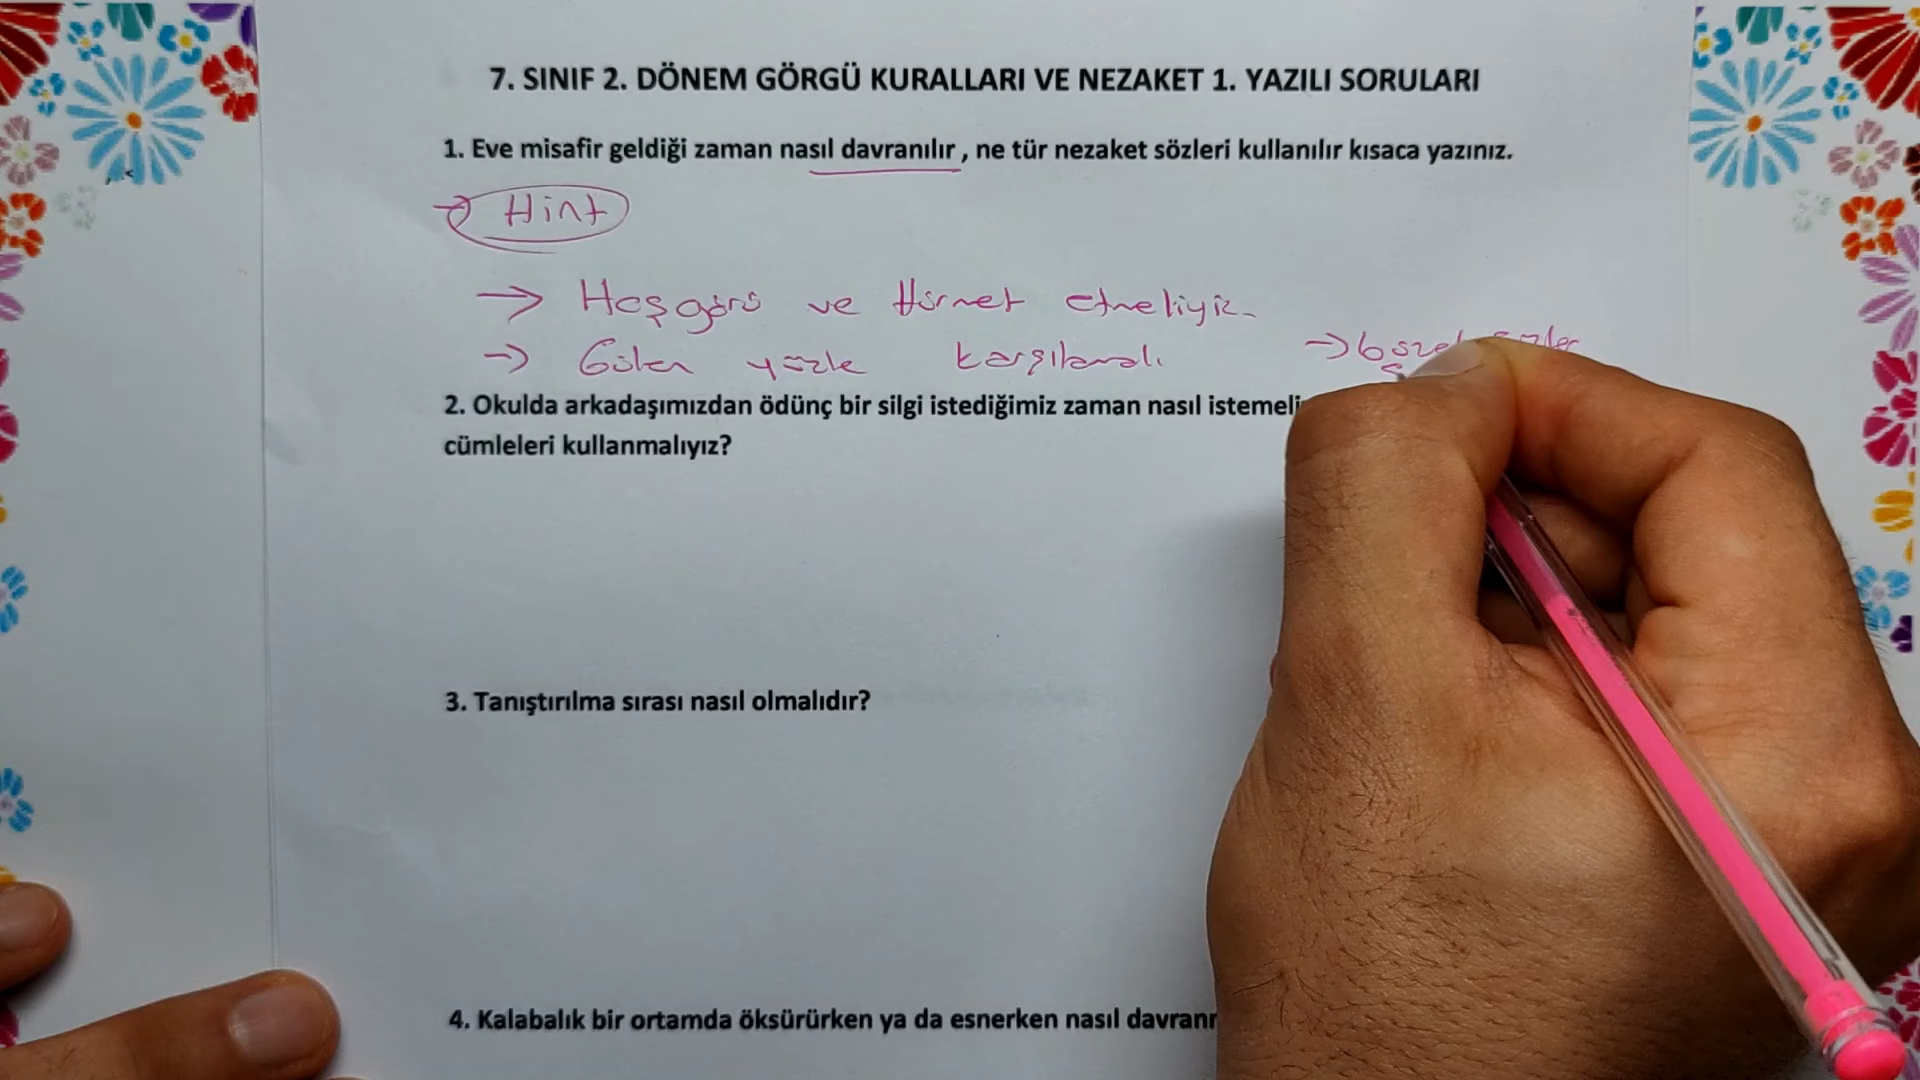 7. SINIF 2. DÖNEM GÖRGÜ KURALLARI VE NEZAKET 1. YAZILI SORULARI
1. Eve misafir geldiği zaman nasıl davranılır , ne tür nezaket sözleri kullanılır kısaca yazınız.
→ Hint
→ Hoşgörü ve Hürmet etmeliyiz.
→ Güler yüzle karşılamalı
→ güzel sözler
2. Okulda arkadaşımızdan ödünç bir silgi istediğimiz zaman nasıl
cümleleri kullanmalıyız?
3. Tanıştırılma sırası nasıl olmalıdır?
4. Kalabalık bir ortamda öksürürken ya da esnerken nasıl